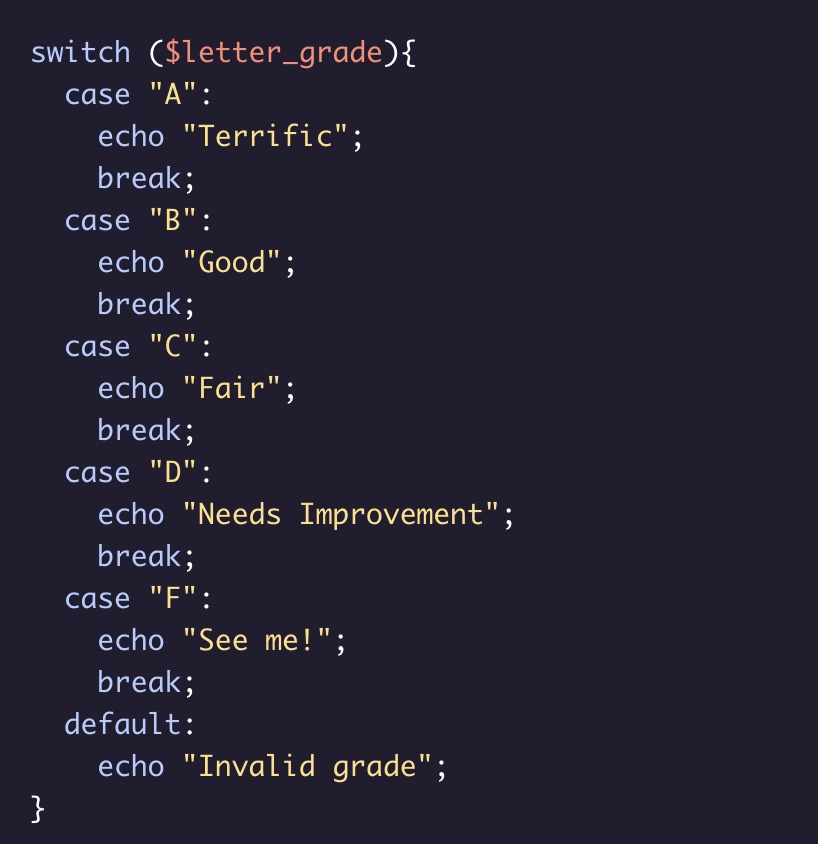 switch ($letter_grade){
  case "A":
    echo "Terrific";
    break;
  case "B":
    echo "Good";
    break;
  case "C":
    echo "Fair";
    break;
  case "D":
    echo "Needs Improvement";
    break;
  case "F":
    echo "See me!";
    break;
  default:
    echo "Invalid grade";
}